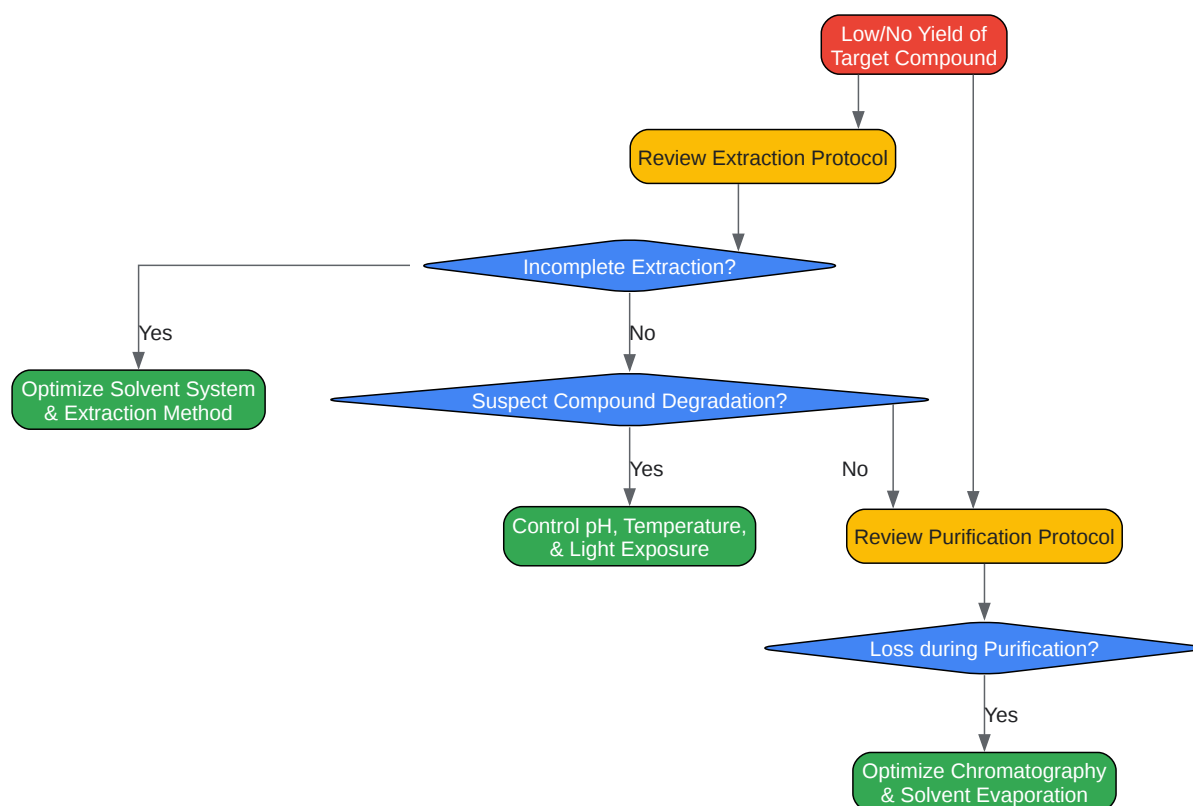 Low/No Yield of
Target Compound
Review Extraction Protocol
Incomplete Extraction?
Yes
No
Optimize Solvent System
& Extraction Method
Suspect Compound Degradation?
Yes
No
Control pH, Temperature,
& Light Exposure
Review Purification Protocol
Loss during Purification?
Yes
Optimize Chromatography
& Solvent Evaporation